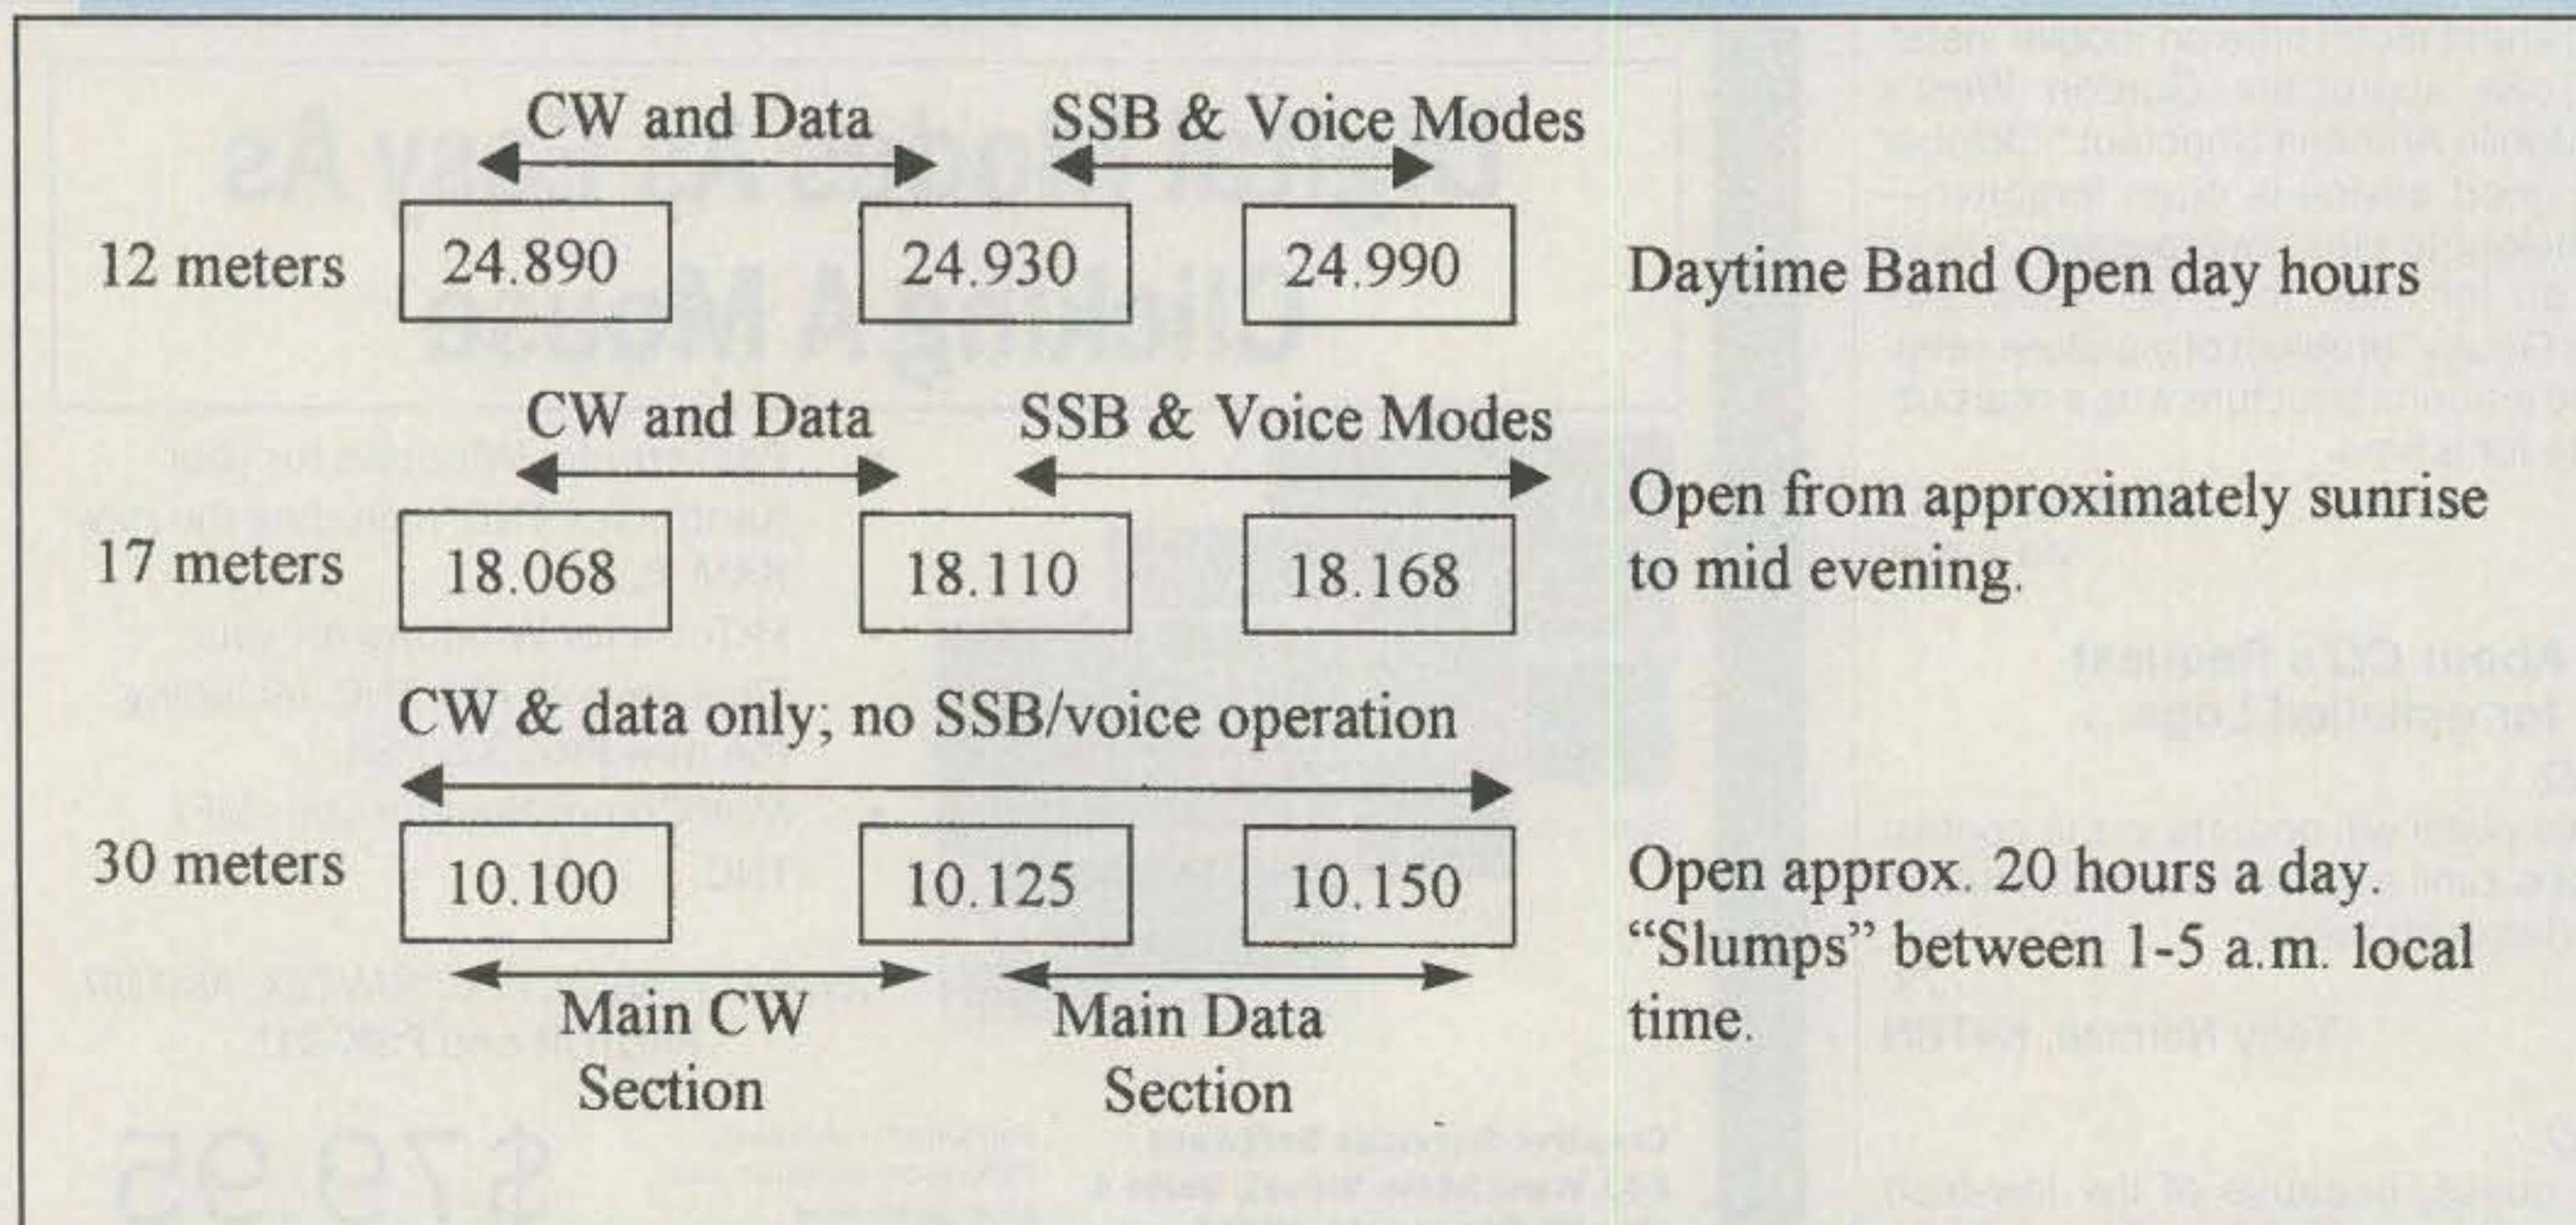 CW and Data SSB & Voice Modes
12 meters 24.890 24.930 24.990 Daytime Band Open day hours
CW and Data SSB & Voice Modes
17 meters 18.068 18.110 18.168 Open from approximately sunrise
to mid evening.
CW & data only; no SSB/voice operation
30 meters 10.100 10.125 10.150 Open approx. 20 hours a day.
“Slumps” between 1-5 a.m. local
time.
Main CW Main Data
Section Section